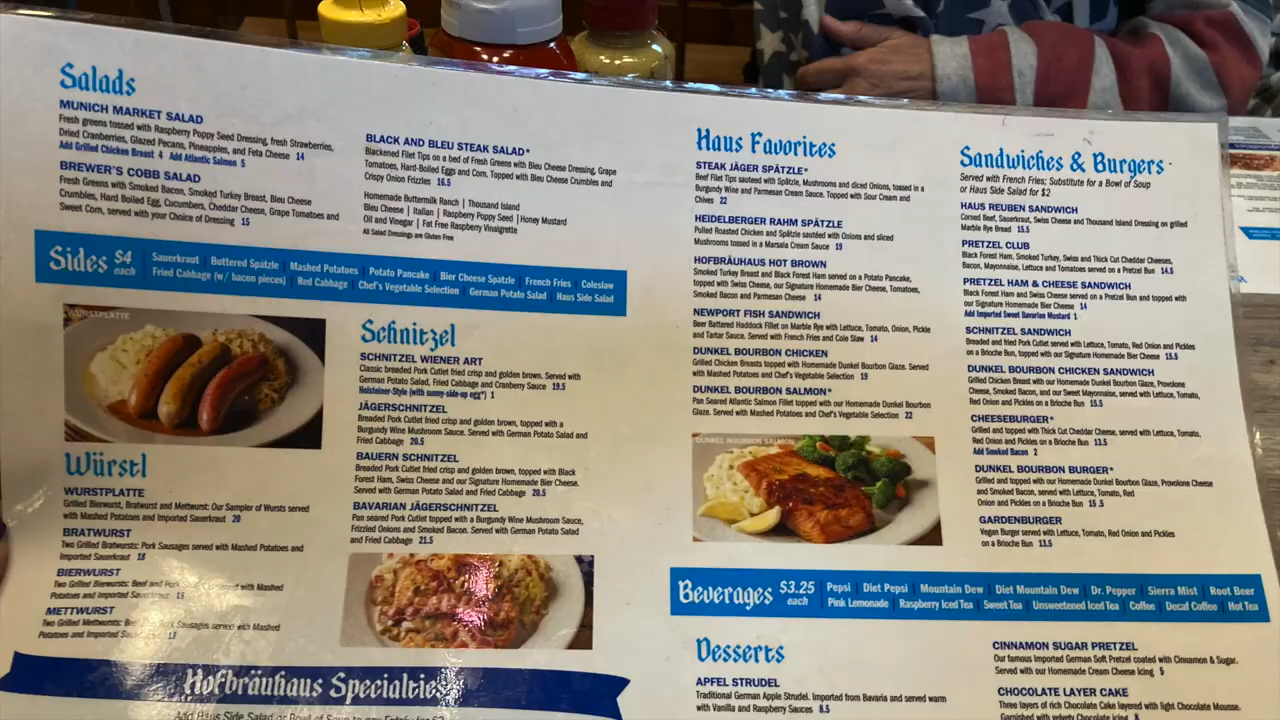 Salads
MUNICH MARKET SALAD
Fresh greens tossed with Raspberry Poppy Seed Dressing, fresh Strawberries,
Dried Cranberries, Glazed Pecans, Pineapples, and Feta Cheese 14
Add Grilled Chicken Breast 4 Add Atlantic Salmon 5
BREWER'S COBB SALAD
Fresh Greens with Smoked Bacon, Smoked Turkey Breast, Bleu Cheese
Crumbles, Hard Boiled Egg, Cucumbers, Cheddar Cheese, Grape Tomatoes and
Sweet Corn, served with your Choice of Dressing 15
BLACK AND BLEU STEAK SALAD*
Blackened Filet Tips on a bed of Fresh Greens with Bleu Cheese Dressing, Grape
Tomatoes, Hard-Boiled Eggs and Corn. Topped with Bleu Cheese Crumbles and
Crispy Onion Frizzles 16.5
Homemade Buttermilk Ranch | Thousand Island
Bleu Cheese | Italian | Raspberry Poppy Seed | Honey Mustard
Oil and Vinegar | Fat Free Raspberry Vinaigrette
All Salad Dressings are Gluten Free
Sides $4 each
Sauerkraut | Buttered Spätzle | Mashed Potatoes | Potato Pancake | Bier Cheese Spätzle | French Fries | Coleslaw
Fried Cabbage (w/ bacon pieces) | Red Cabbage | Chef's Vegetable Selection | German Potato Salad | Haus Side Salad
WURSTPLATTE
Würstl
WURSTPLATTE
Grilled Bierwurst, Bratwurst and Mettwurst: Our Sampler of Wursts served
with Mashed Potatoes and Imported Sauerkraut 20
BRATWURST
Two Grilled Bratwursts: Pork Sausages served with Mashed Potatoes and
Imported Sauerkraut 18
BIERWURST
Two Grilled Bierwursts: Beef and Pork served with Mashed
Potatoes and Imported
METTWURST
Two Grilled Mettwursts: Sausages served with Mashed
Potatoes and Imported
Schnitzel
SCHNITZEL WIENER ART
Classic breaded Pork Cutlet fried crisp and golden brown. Served with
German Potato Salad, Fried Cabbage and Cranberry Sauce 19.5
Holsteiner-Style (with sunny-side-up egg*) 1
JÄGERSCHNITZEL
Breaded Pork Cutlet fried crisp and golden brown, topped with a
Burgundy Wine Mushroom Sauce. Served with German Potato Salad and
Fried Cabbage 20.5
BAUERN SCHNITZEL
Breaded Pork Cutlet fried crisp and golden brown, topped with Black
Forest Ham, Swiss Cheese and our Signature Homemade Bier Cheese.
Served with German Potato Salad and Fried Cabbage 20.5
BAVARIAN JÄGERSCHNITZEL
Pan seared Pork Cutlet topped with a Burgundy Wine Mushroom Sauce,
Frizzled Onions and Smoked Bacon. Served with German Potato Salad
and Fried Cabbage 21.5
Hofbräuhaus Specialties
Add Haus Side Salad or Bowl of Soup to any Entrée for $3
Haus Favorites
STEAK JÄGER SPÄTZLE*
Beef Filet Tips sautéed with Spätzle, Mushrooms and diced Onions, tossed in a
Burgundy Wine and Parmesan Cream Sauce. Topped with Sour Cream and
Chives 22
HEIDELBERGER RAHM SPÄTZLE
Pulled Roasted Chicken and Spätzle sautéed with Onions and sliced
Mushrooms tossed in a Marsala Cream Sauce 19
HOFBRÄUHAUS HOT BROWN
Smoked Turkey Breast and Black Forest Ham served on a Potato Pancake,
topped with Swiss Cheese, our Signature Homemade Bier Cheese, Tomatoes,
Smoked Bacon and Parmesan Cheese 14
NEWPORT FISH SANDWICH
Beer Battered Haddock Fillet on Marble Rye with Lettuce, Tomato, Onion, Pickle
and Tartar Sauce. Served with French Fries and Cole Slaw 14
DUNKEL BOURBON CHICKEN
Grilled Chicken Breasts topped with Homemade Dunkel Bourbon Glaze. Served
with Mashed Potatoes and Chef's Vegetable Selection 19
DUNKEL BOURBON SALMON*
Pan Seared Atlantic Salmon Fillet topped with our Homemade Dunkel Bourbon
Glaze. Served with Mashed Potatoes and Chef's Vegetable Selection 22
DUNKEL BOURBON SALMON
Sandwiches & Burgers
Served with French Fries; Substitute for a Bowl of Soup
or Haus Side Salad for $2
HAUS REUBEN SANDWICH
Corned Beef, Sauerkraut, Swiss Cheese and Thousand Island Dressing on grilled
Marble Rye Bread 15.5
PRETZEL CLUB
Black Forest Ham, Smoked Turkey, Swiss and Thick Cut Cheddar Cheeses,
Bacon, Mayonnaise, Lettuce and Tomatoes served on a Pretzel Bun 14.5
PRETZEL HAM & CHEESE SANDWICH
Black Forest Ham and Swiss Cheese served on a Pretzel Bun and topped with
our Signature Homemade Bier Cheese 14
Add Imported Sweet Bavarian Mustard 1
SCHNITZEL SANDWICH
Breaded and fried Pork Cutlet served with Lettuce, Tomato, Red Onion and Pickles
on a Brioche Bun, topped with our Signature Homemade Bier Cheese 15.5
DUNKEL BOURBON CHICKEN SANDWICH
Grilled Chicken Breast with our Homemade Dunkel Bourbon Glaze, Provolone
Cheese, Smoked Bacon, and our Sweet Mayonnaise, served with Lettuce, Tomato,
Red Onion and Pickles on a Brioche Bun 15.5
CHEESEBURGER*
Grilled and topped with Thick Cut Cheddar Cheese, served with Lettuce, Tomato,
Red Onion and Pickles on a Brioche Bun 13.5
Add Smoked Bacon 2
DUNKEL BOURBON BURGER*
Grilled and topped with our Homemade Dunkel Bourbon Glaze, Provolone Cheese
and Smoked Bacon, served with Lettuce, Tomato, Red
Onion and Pickles on a Brioche Bun 15.5
GARDENBURGER
Vegan Burger served with Lettuce, Tomato, Red Onion and Pickles
on a Brioche Bun 13.5
Beverages $3.25 each
Pepsi | Diet Pepsi | Mountain Dew | Diet Mountain Dew | Dr. Pepper | Sierra Mist | Root Beer
Pink Lemonade | Raspberry Iced Tea | Sweet Tea | Unsweetened Iced Tea | Coffee | Decaf Coffee | Hot Tea
Desserts
APFEL STRUDEL
Traditional German Apple Strudel. Imported from Bavaria and served warm
with Vanilla and Raspberry Sauces 8.5
CINNAMON SUGAR PRETZEL
Our famous Imported German Soft Pretzel coated with Cinnamon & Sugar.
Served with our Homemade Cream Cheese Icing 9
CHOCOLATE LAYER CAKE
Three layers of rich Chocolate Cake layered with light Chocolate Mousse.
Garnished with velvety Chocolate icing 8